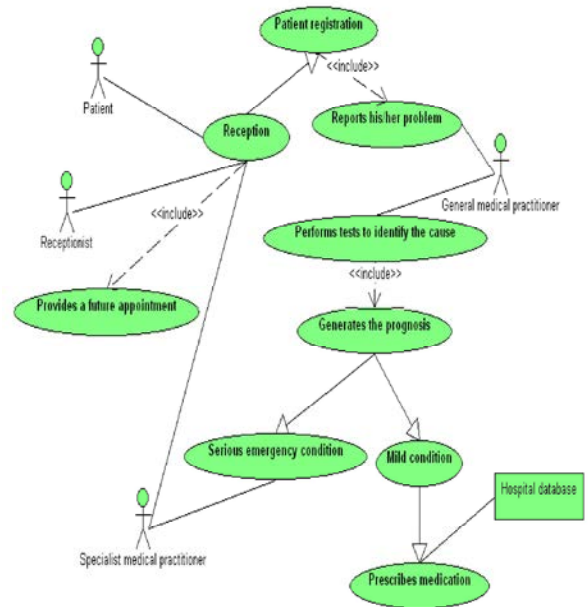 Patient registration
<<include>>
Patient
Reception
Reports his/her problem
General medical practitioner
Receptionist
<<include>>
Performs tests to identify the cause
<<include>>
Provides a future appointment
Generates the prognosis
Serious emergency condition
Mild condition
Hospital database
Specialist medical practitioner
Prescribes medication